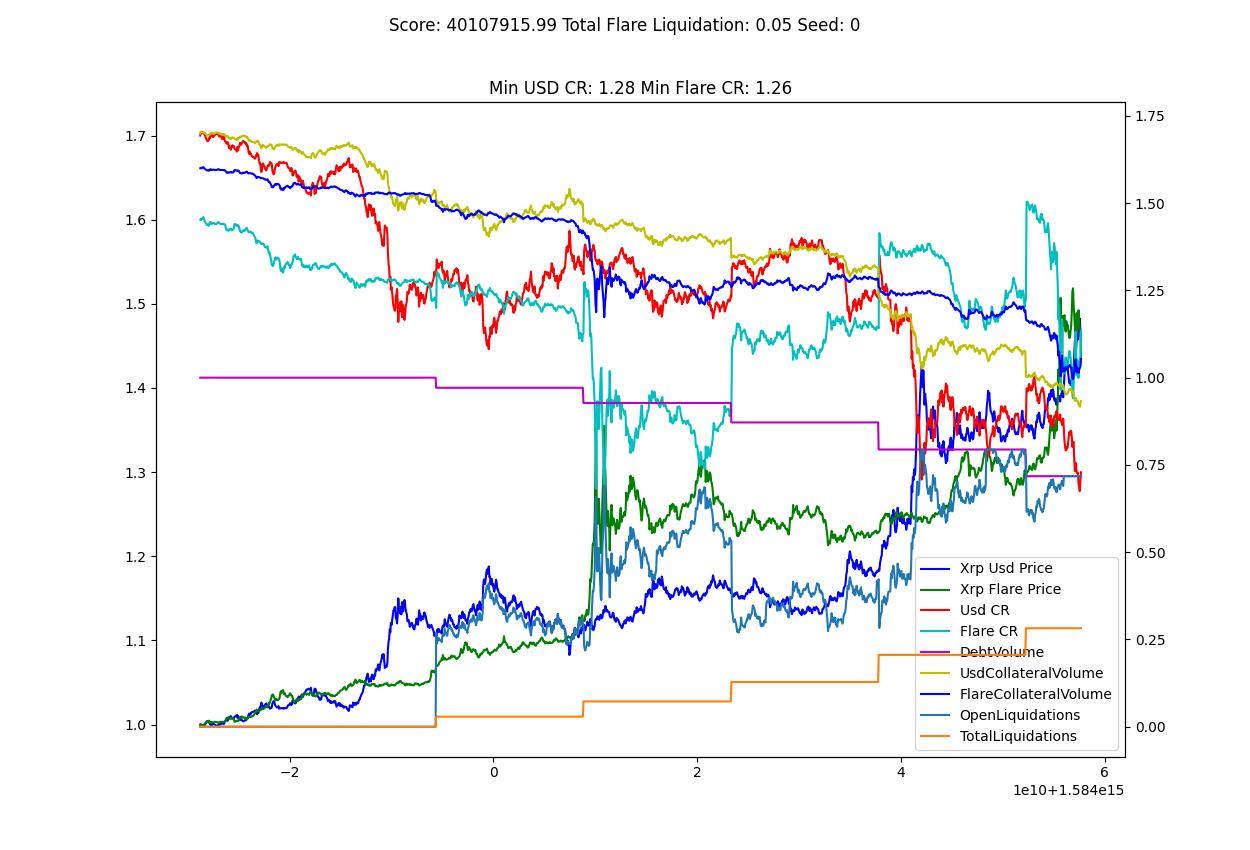 Score: 40107915.99 Total Flare Liquidation: 0.05 Seed: 0
Min USD CR: 1.28 Min Flare CR: 1.26
1.7
1.6
1.5
1.4
1.3
1.2
1.1
1.0
1.75
1.50
1.25
1.00
0.75
0.50
0.25
0.00
Xrp Usd Price
Xrp Flare Price
Usd CR
Flare CR
DebtVolume
UsdCollateralVolume
FlareCollateralVolume
OpenLiquidations
TotalLiquidations
−2 0 2 4 6
1e10+1.584e15